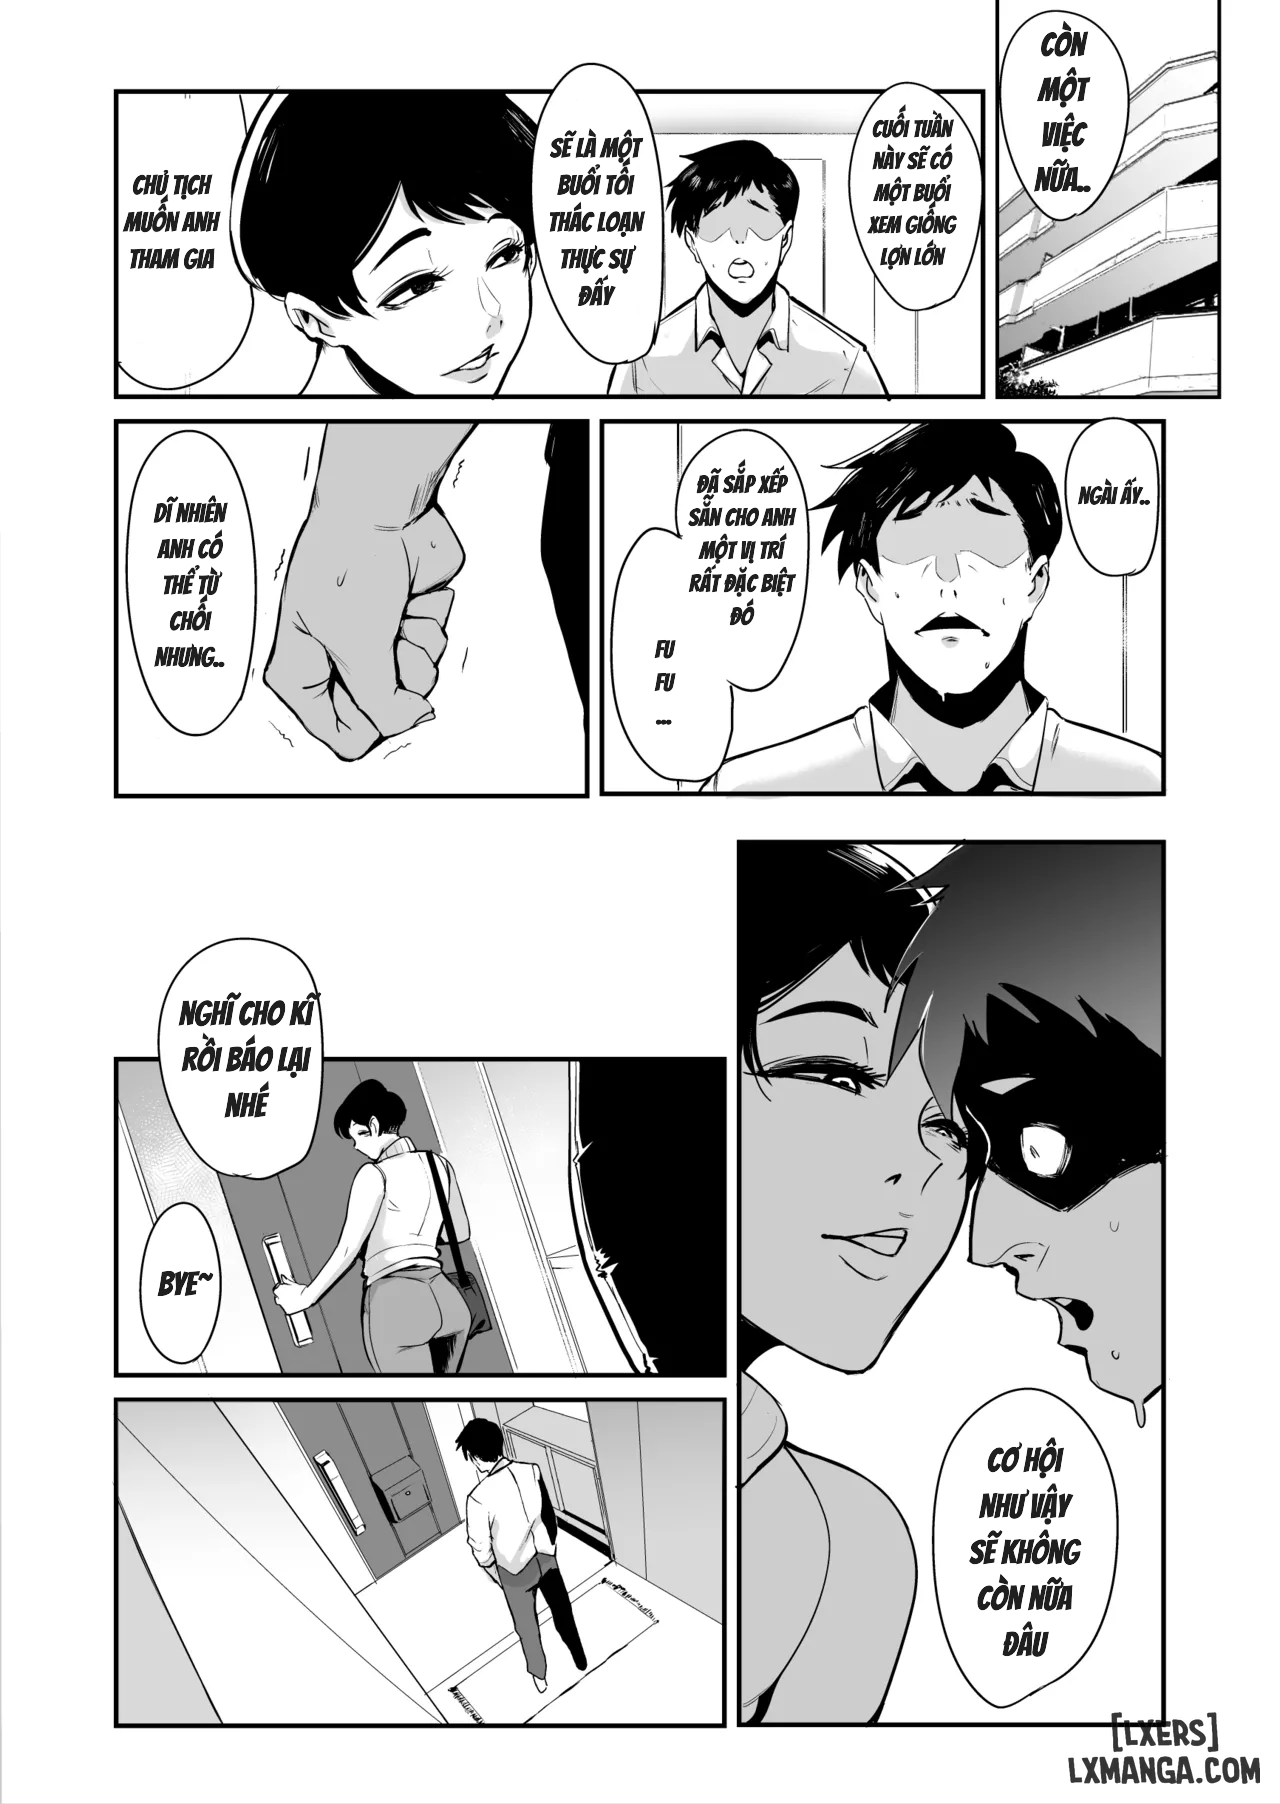 CÒN
MỘT
VIỆC
NỮA..
CUỐI TUẦN
NÀY SẼ CÓ
MỘT BUỔI
XEM GIỐNG
LỢN LỚN
SẼ LÀ MỘT
BUỔI TỐI
THÁC LOẠN
THỰC SỰ
ĐẤY
CHỦ TỊCH
MUỐN ANH
THAM GIA
NGÀI ẤY..
ĐÃ SẮP XẾP
SẴN CHO ANH
MỘT VỊ TRÍ
RẤT ĐẶC BIỆT
ĐÓ
FU
FU
...
DĨ NHIÊN
ANH CÓ
THỂ TỪ
CHỐI
NHƯNG..
CƠ HỘI
NHƯ VẬY
SẼ KHÔNG
CÒN NỮA
ĐÂU
NGHĨ CHO KĨ
RỒI BÁO LẠI
NHÉ
BYE~
[LXERS]
LXMANGA.COM